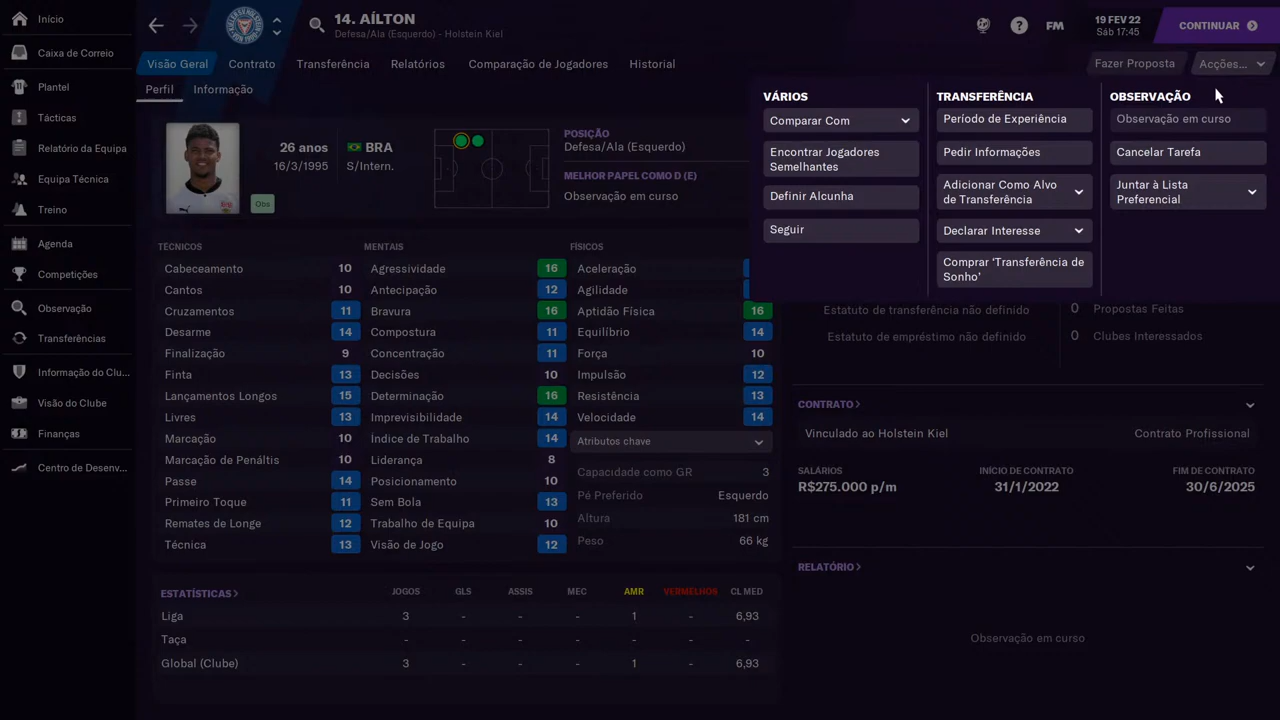 Início
Caixa de Correio
Plantel
Tácticas
Relatório da Equipa
Equipa Técnica
Treino
Agenda
Competições
Observação
Transferências
Informação do Clu...
Visão do Clube
Finanças
Centro de Desenv...
14. AÍLTON
Defesa/Ala (Esquerdo) - Holstein Kiel
FM
19 FEV 22
Sáb 17:45
CONTINUAR
Visão Geral
Contrato
Transferência
Relatórios
Comparação de Jogadores
Historial
Fazer Proposta
Acções...
Perfil
Informação
VÁRIOS
Comparar Com
Encontrar Jogadores
Semelhantes
Definir Alcunha
Seguir
TRANSFERÊNCIA
Período de Experiência
Pedir Informações
Adicionar Como Alvo
de Transferência
Declarar Interesse
Comprar 'Transferência de
Sonho'
OBSERVAÇÃO
Observação em curso
Cancelar Tarefa
Juntar à Lista
Preferencial
26 anos
16/3/1995
BRA
S/Intern.
Obs
POSIÇÃO
Defesa/Ala (Esquerdo)
MELHOR PAPEL COMO D (E)
Observação em curso
TÉCNICOS
Cabeceamento 10
Cantos 10
Cruzamentos 11
Desarme 14
Finalização 9
Finta 13
Lançamentos Longos 15
Livres 13
Marcação 10
Marcação de Penáltis 10
Passe 14
Primeiro Toque 11
Remates de Longe 12
Técnica 13
MENTAIS
Agressividade 16
Antecipação 12
Bravura 16
Compostura 11
Concentração 11
Decisões 10
Determinação 16
Imprevisibilidade 14
Índice de Trabalho 14
Liderança 8
Posicionamento 10
Sem Bola 13
Trabalho de Equipa 10
Visão de Jogo 12
FÍSICOS
Aceleração
Agilidade
Aptidão Física 16
Equilíbrio 14
Força 10
Impulsão 12
Resistência 13
Velocidade 14
Atributos chave
Capacidade como GR 3
Pé Preferido Esquerdo
Altura 181 cm
Peso 66 kg
Estatuto de transferência não definido
Estatuto de empréstimo não definido
0 Propostas Feitas
0 Clubes Interessados
CONTRATO >
Vinculado ao Holstein Kiel
Contrato Profissional
SALÁRIOS
R$275.000 p/m
INÍCIO DE CONTRATO
31/1/2022
FIM DE CONTRATO
30/6/2025
RELATÓRIO >
Observação em curso
ESTATÍSTICAS > JOGOS GLS ASSIS MEC AMR VERMELHOS CL MED
Liga 3 - - - 1 - 6,93
Taça - - - - - - -
Global (Clube) 3 - - - 1 - 6,93